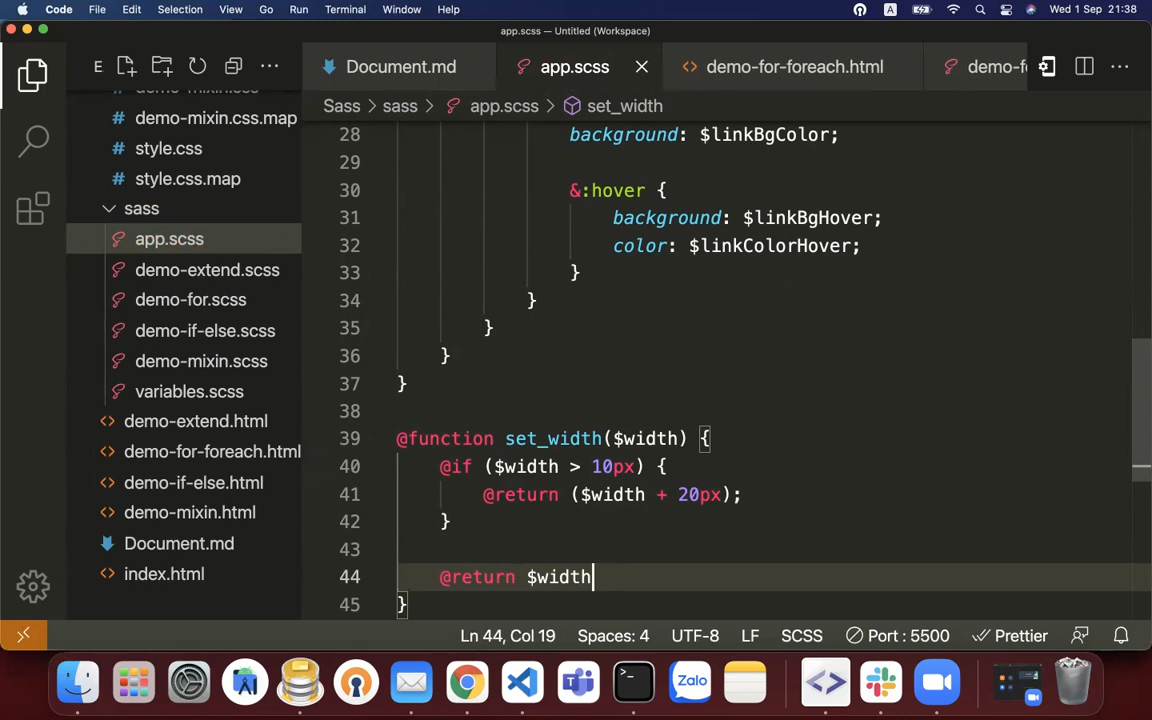 Code File Edit Selection View Go Run Terminal Window Help A Wed 1 Sep 21:38
app.scss — Untitled (Workspace)
E ··· Document.md app.scss demo-for-foreach.html demo-f ···
Sass > sass > app.scss > set_width
demo-mixin.css
# demo-mixin.css.map
# style.css
# style.css.map
sass
app.scss
demo-extend.scss
demo-for.scss
demo-if-else.scss
demo-mixin.scss
variables.scss
demo-extend.html
demo-for-foreach.html
demo-if-else.html
demo-mixin.html
Document.md
index.html
28 background: $linkBgColor;
29
30 &:hover {
31 background: $linkBgHover;
32 color: $linkColorHover;
33 }
34 }
35 }
36 }
37 }
38
39 @function set_width($width) {
40 @if ($width > 10px) {
41 @return ($width + 20px);
42 }
43
44 @return $width
45 }
Ln 44, Col 19 Spaces: 4 UTF-8 LF SCSS Port : 5500 Prettier
Zalo